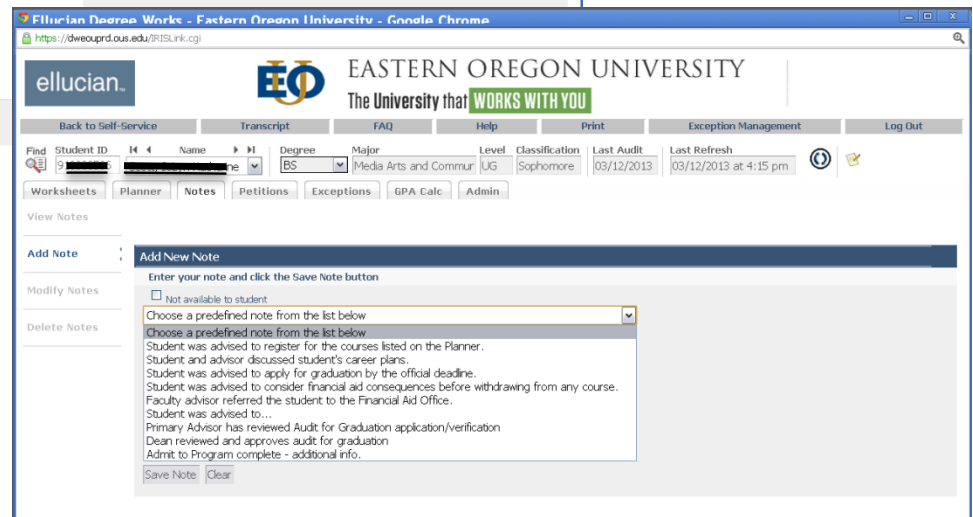 Ellucian Degree Works - Eastern Oregon University - Google Chrome
https://dweouprd.ous.edu/IRISLink.cgi
ellucian™
EO
EASTERN OREGON UNIVERSITY
The University that WORKS WITH YOU
Back to Self-Service Transcript FAQ Help Print Exception Management Log Out
Find Student ID Name Degree Major Level Classification Last Audit Last Refresh
9 ne BS Media Arts and Commur UG Sophomore 03/12/2013 03/12/2013 at 4:15 pm
Worksheets Planner Notes Petitions Exceptions GPA Calc Admin
View Notes
Add Note
Modify Notes
Delete Notes
Add New Note
Enter your note and click the Save Note button
Not available to student
Choose a predefined note from the list below
Choose a predefined note from the list below
Student was advised to register for the courses listed on the Planner.
Student and advisor discussed student's career plans.
Student was advised to apply for graduation by the official deadline.
Student was advised to consider financial aid consequences before withdrawing from any course.
Faculty advisor referred the student to the Financial Aid Office.
Student was advised to...
Primary Advisor has reviewed Audit for Graduation application/verification
Dean reviewed and approves audit for graduation
Admit to Program complete - additional info.
Save Note Clear